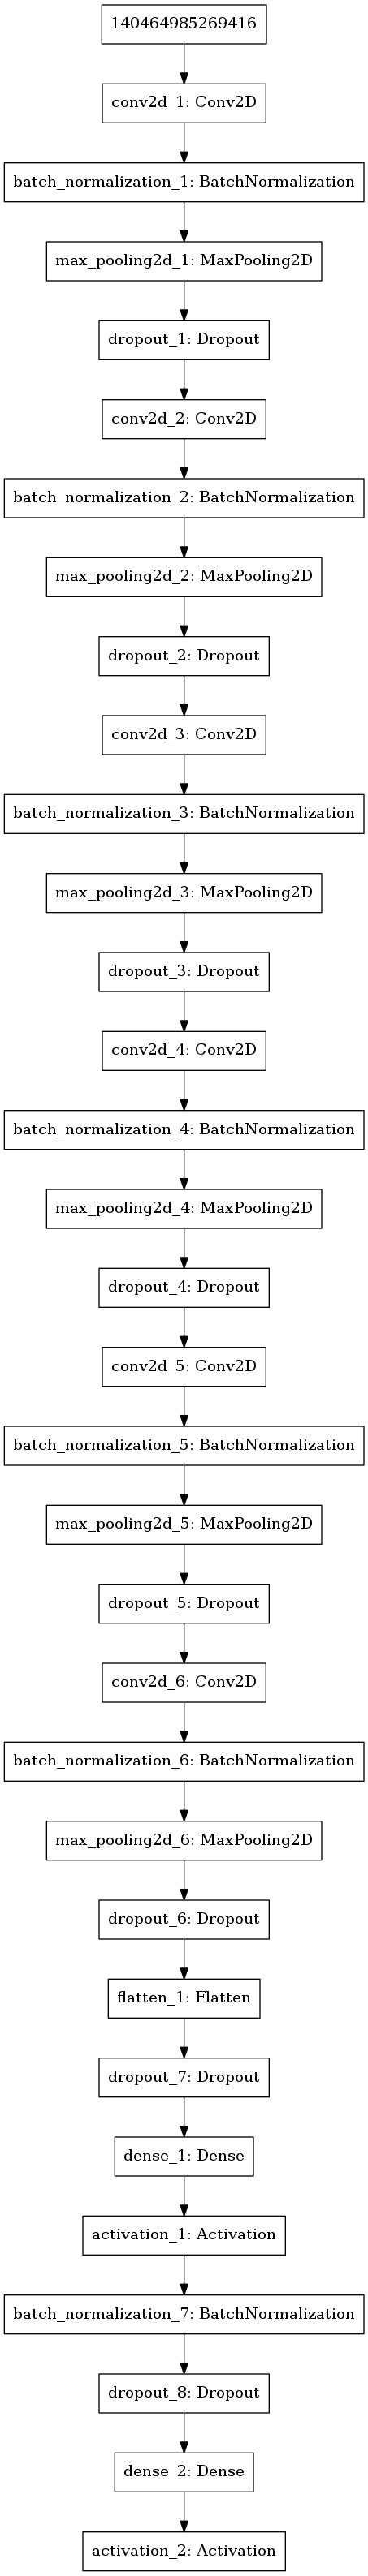 140464985269416
conv2d_1: Conv2D
batch_normalization_1: BatchNormalization
max_pooling2d_1: MaxPooling2D
dropout_1: Dropout
conv2d_2: Conv2D
batch_normalization_2: BatchNormalization
max_pooling2d_2: MaxPooling2D
dropout_2: Dropout
conv2d_3: Conv2D
batch_normalization_3: BatchNormalization
max_pooling2d_3: MaxPooling2D
dropout_3: Dropout
conv2d_4: Conv2D
batch_normalization_4: BatchNormalization
max_pooling2d_4: MaxPooling2D
dropout_4: Dropout
conv2d_5: Conv2D
batch_normalization_5: BatchNormalization
max_pooling2d_5: MaxPooling2D
dropout_5: Dropout
conv2d_6: Conv2D
batch_normalization_6: BatchNormalization
max_pooling2d_6: MaxPooling2D
dropout_6: Dropout
flatten_1: Flatten
dropout_7: Dropout
dense_1: Dense
activation_1: Activation
batch_normalization_7: BatchNormalization
dropout_8: Dropout
dense_2: Dense
activation_2: Activation